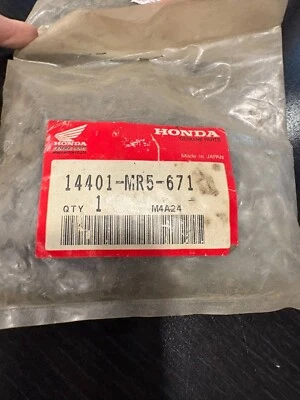 HONDA
HONDA
Made in JAPAN
14401-MR5-671
QTY 1 M4A24